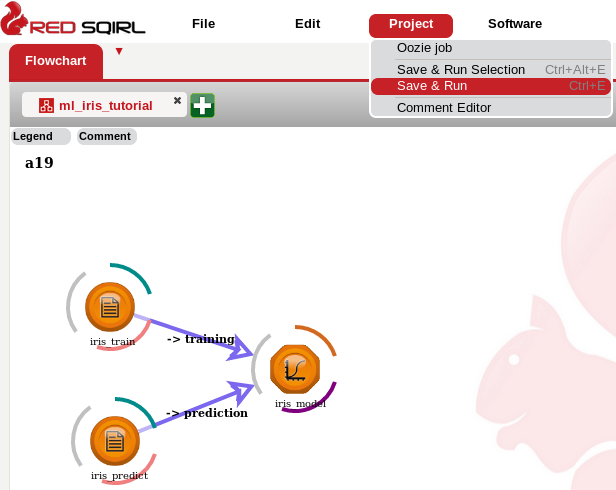 RED SQIRL
File Edit Project Software
Flowchart
Oozie job
Save & Run Selection Ctrl+Alt+E
Save & Run Ctrl+E
Comment Editor
ml_iris_tutorial
Legend Comment
a19
iris_train
-> training
iris_model
-> prediction
iris_predict